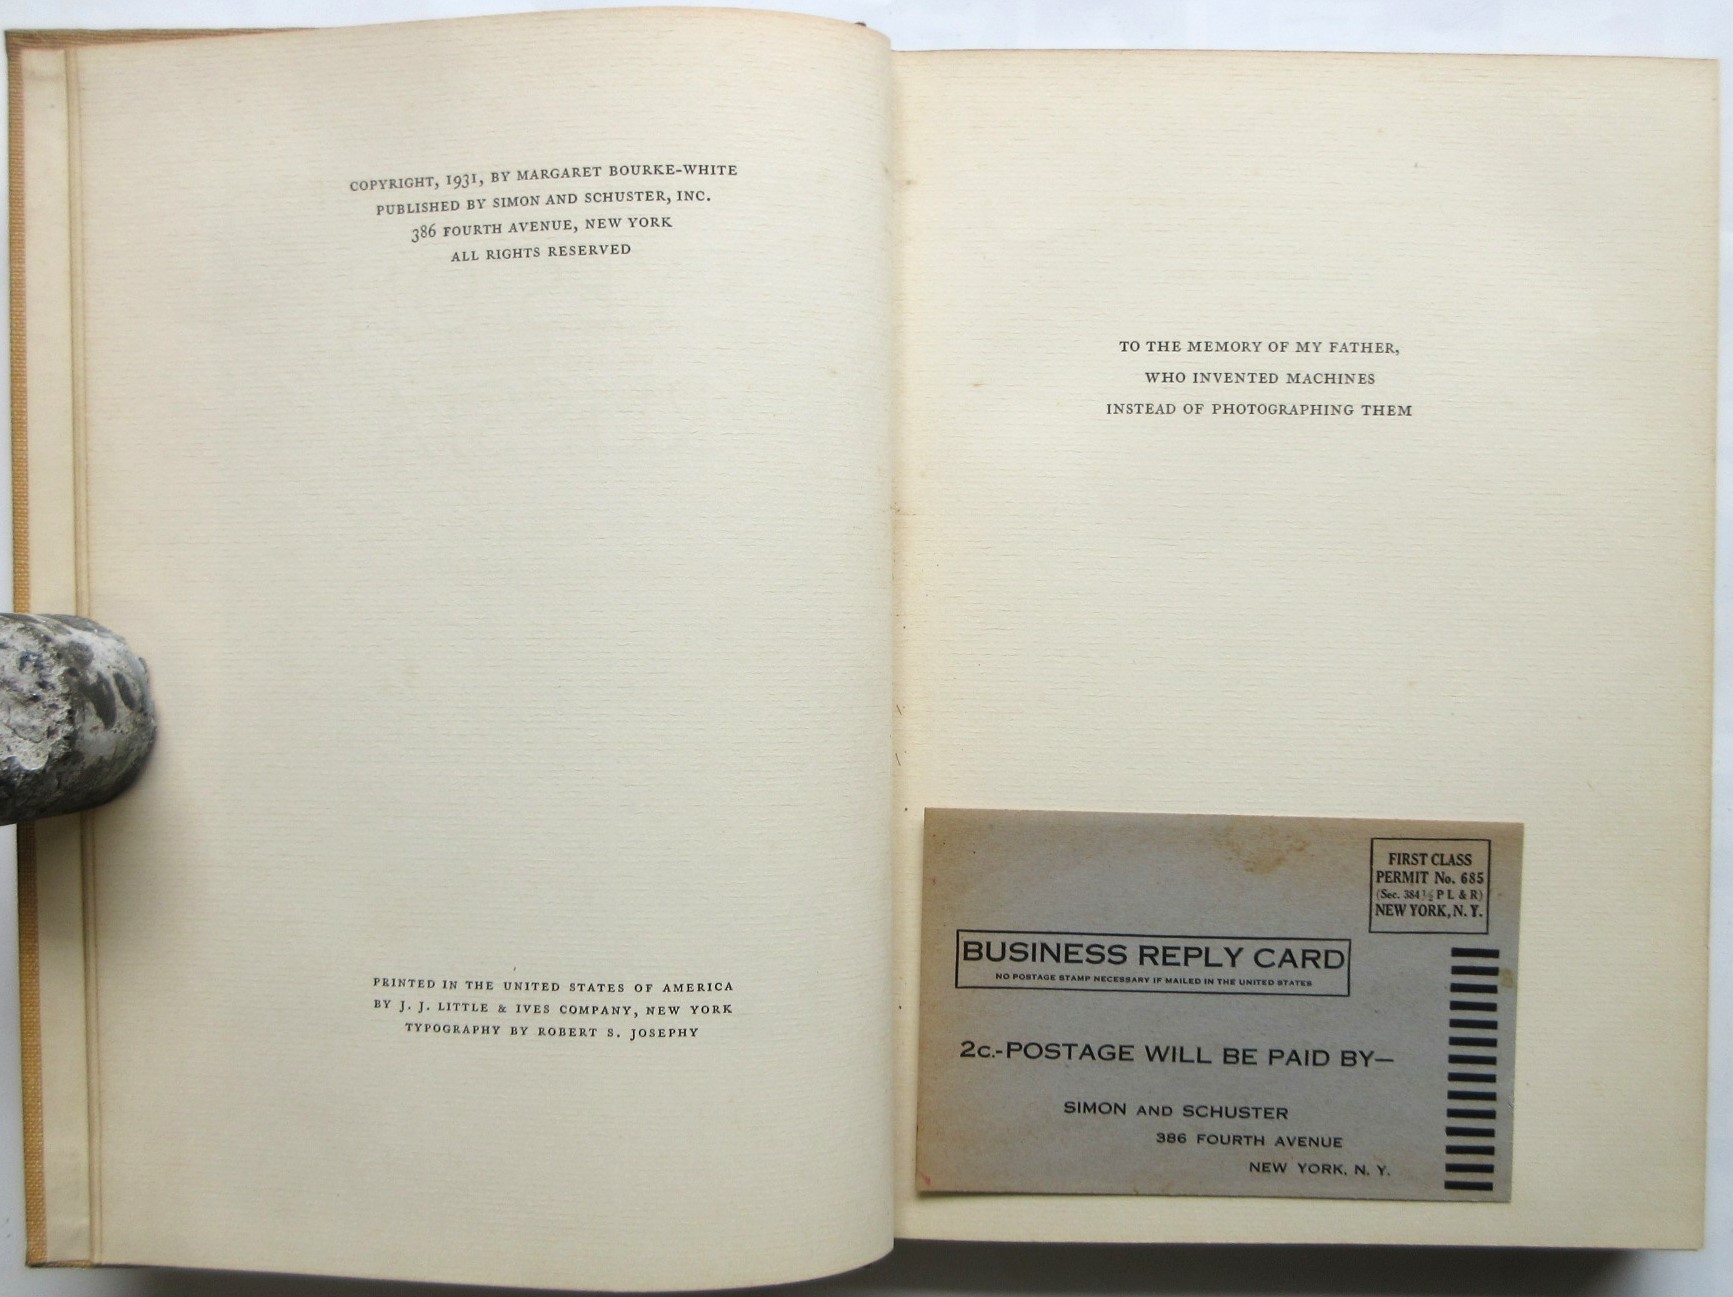 COPYRIGHT, 1931, BY MARGARET BOURKE-WHITE
PUBLISHED BY SIMON AND SCHUSTER, INC.
386 FOURTH AVENUE, NEW YORK
ALL RIGHTS RESERVED
PRINTED IN THE UNITED STATES OF AMERICA
BY J. J. LITTLE & IVES COMPANY, NEW YORK
TYPOGRAPHY BY ROBERT S. JOSEPHY
TO THE MEMORY OF MY FATHER,
WHO INVENTED MACHINES
INSTEAD OF PHOTOGRAPHING THEM
FIRST CLASS
PERMIT No. 685
(Sec. 384½ P L & R)
NEW YORK, N. Y.
BUSINESS REPLY CARD
NO POSTAGE STAMP NECESSARY IF MAILED IN THE UNITED STATES
2c.-POSTAGE WILL BE PAID BY—
SIMON AND SCHUSTER
386 FOURTH AVENUE
NEW YORK, N. Y.